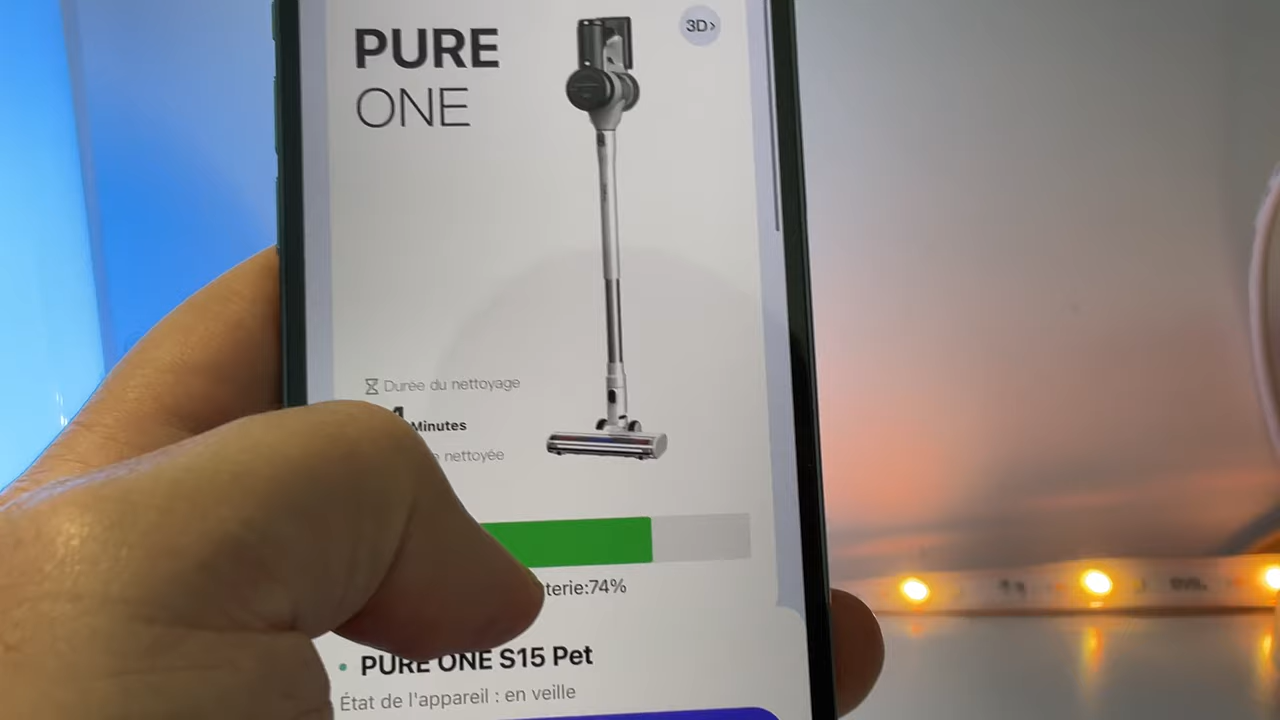 PURE
ONE
3D›
Durée du nettoyage
Minutes
nettoyée
terie:74%
PURE ONE S15 Pet
État de l'appareil : en veille